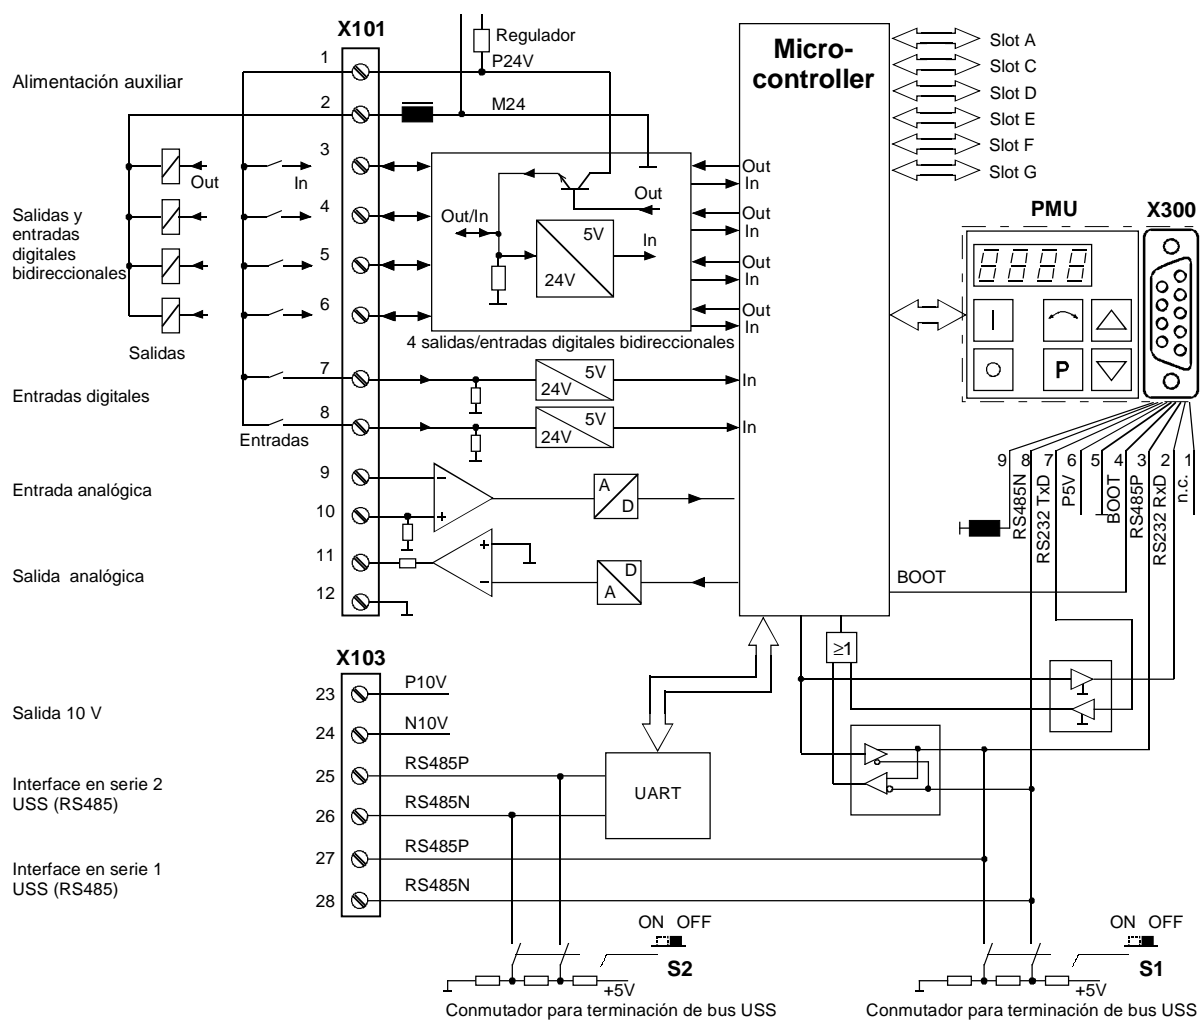 X101
Regulador
P24V
Micro-
controller
Slot A
Slot C
Slot D
Slot E
Slot F
Slot G
Alimentación auxiliar
1
2
M24
3
Out
In
4
5
6
Salidas y
entradas
digitales
bidireccionales
Salidas
Out/In
Out
In
5V
24V
4 salidas/entradas digitales bidireccionales
Out
In
Out
In
Out
In
Out
In
PMU
X300
P
Entradas digitales
7
8
Entradas
5V
24V
5V
24V
In
In
Entrada analógica
9
10
A
D
Salida analógica
11
12
D
A
9
8
7
6
5
4
3
2
1
RS485N
RS232 TxD
P5V
BOOT
RS485P
RS232 RxD
n.c.
BOOT
≥1
X103
Salida 10 V
23
P10V
24
N10V
Interface en serie 2
USS (RS485)
25
RS485P
26
RS485N
UART
Interface en serie 1
USS (RS485)
27
RS485P
28
RS485N
ON OFF
S2
+5V
Conmutador para terminación de bus USS
ON OFF
S1
+5V
Conmutador para terminación de bus USS